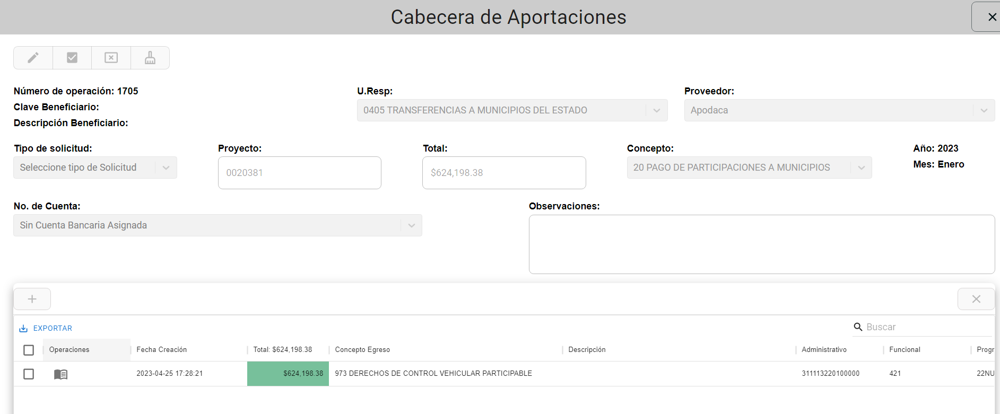 Cabecera de Aportaciones
Número de operación: 1705
Clave Beneficiario:
Descripción Beneficiario:
U.Resp:
0405 TRANSFERENCIAS A MUNICIPIOS DEL ESTADO
Proveedor:
Apodaca
Tipo de solicitud:
Seleccione tipo de Solicitud
Proyecto:
0020381
Total:
$624,198.38
Concepto:
20 PAGO DE PARTICIPACIONES A MUNICIPIOS
Año: 2023
Mes: Enero
No. de Cuenta:
Sin Cuenta Bancaria Asignada
Observaciones:
EXPORTAR
Buscar
Operaciones Fecha Creación Total: $624,198.38 Concepto Egreso Descripción Administrativo Funcional Progr
2023-04-25 17:28:21 $624,198.38 973 DERECHOS DE CONTROL VEHICULAR PARTICIPABLE 311113220100000 421 22NU